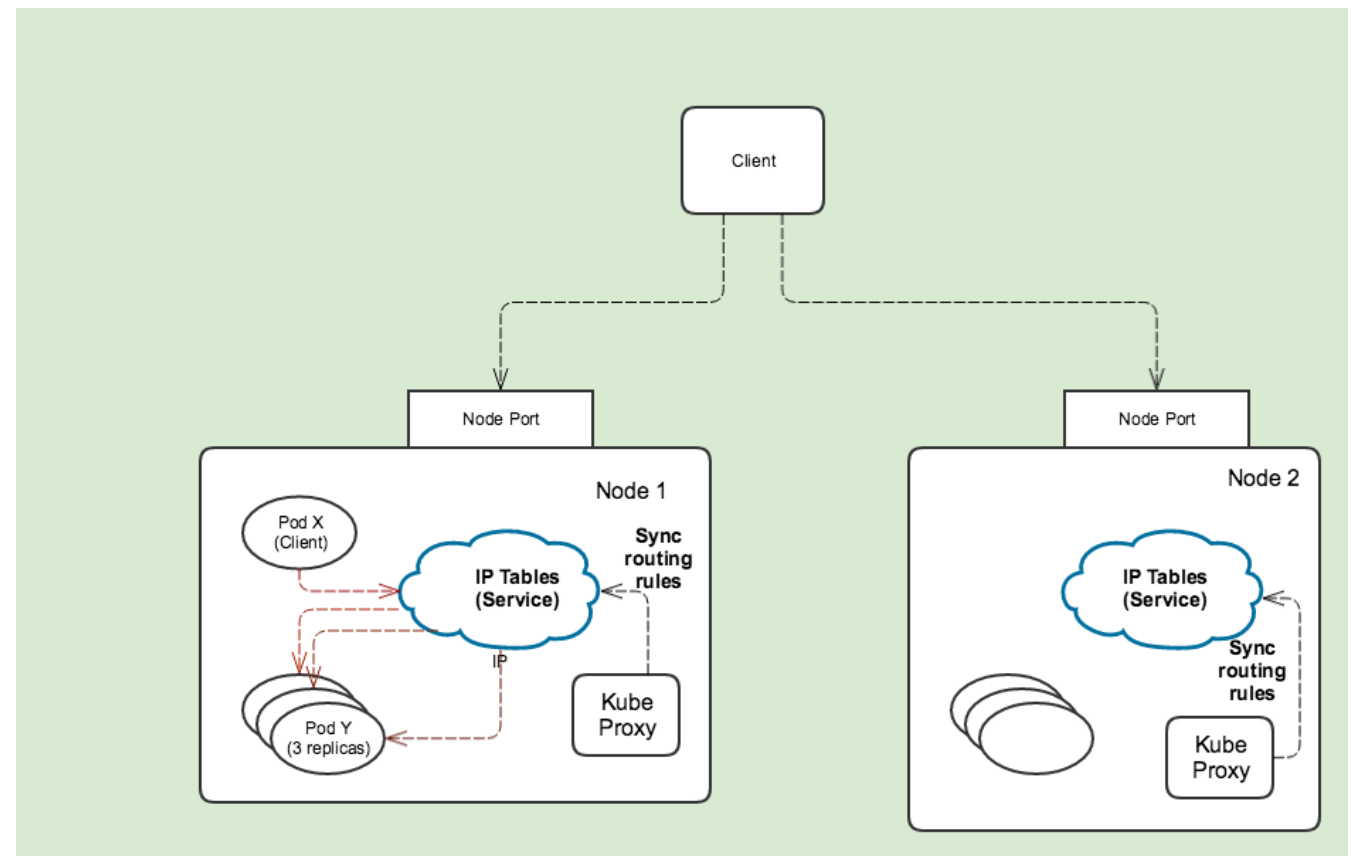 Client
Node Port
Node Port
Node 1
Pod X
(Client)
Sync
routing
rules
IP Tables
(Service)
IP
Kube
Proxy
Pod Y
(3 replicas)
Node 2
IP Tables
(Service)
Sync
routing
rules
Kube
Proxy